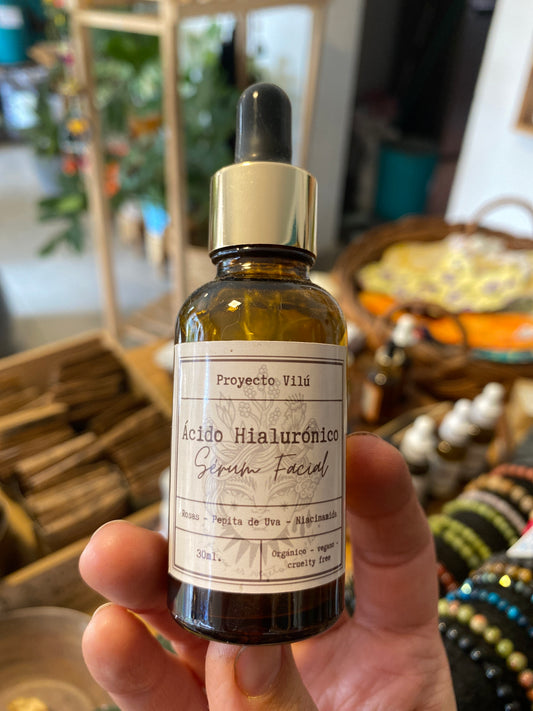 Proyecto Vilú
Ácido Hialurónico
Serum Facial
Rosas - Pepita de Uva - Niacinamida
30ml.
Orgánico - vegano -
cruelty free